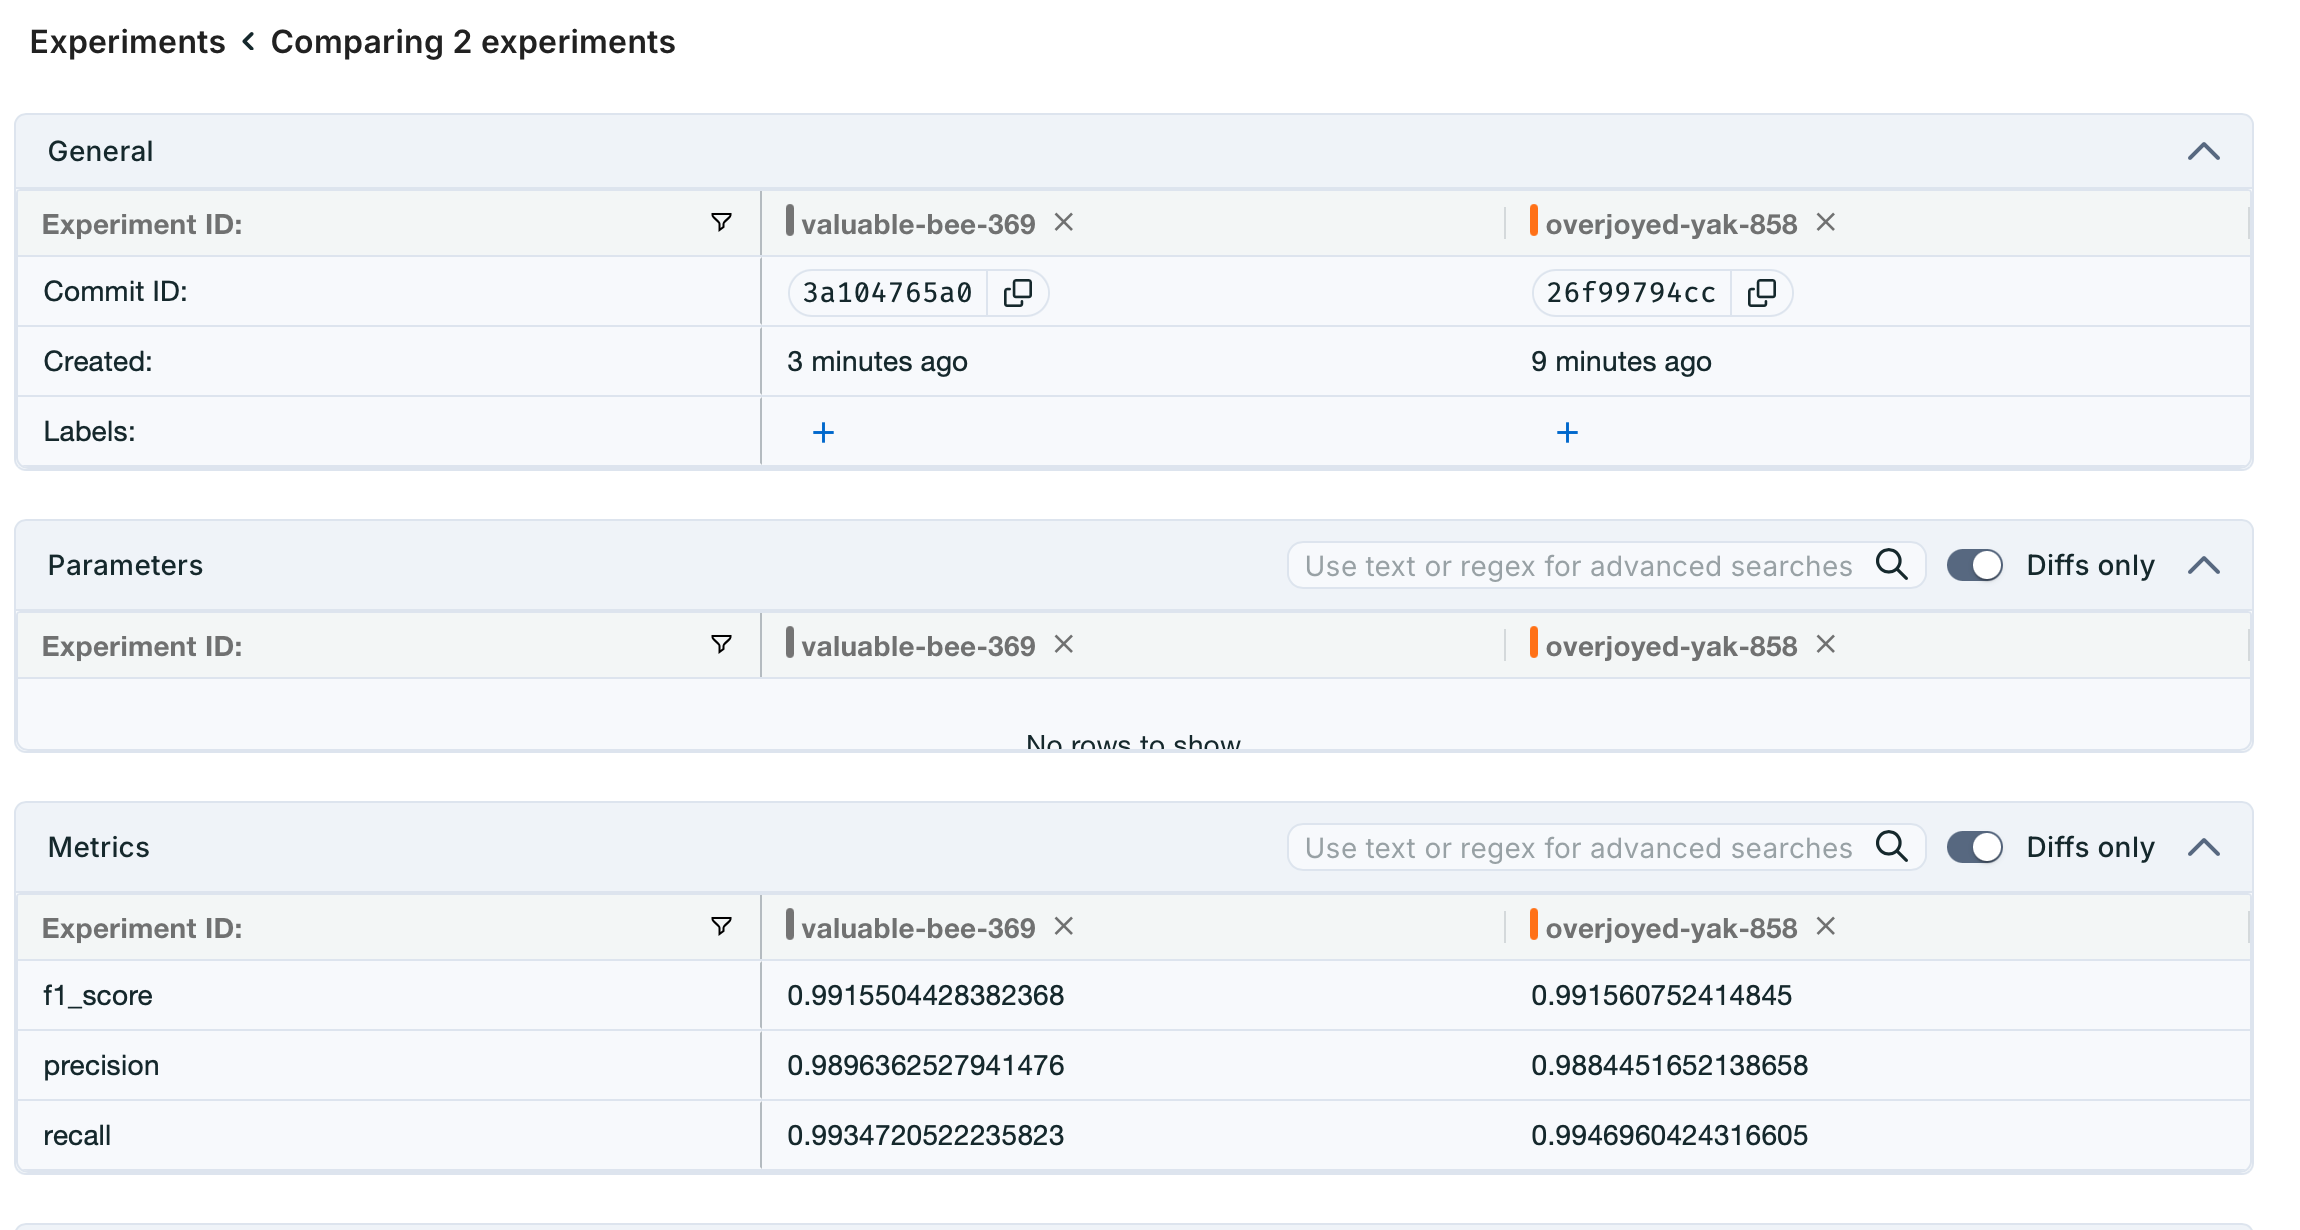 Experiments < Comparing 2 experiments
General
Experiment ID: valuable-bee-369 overjoyed-yak-858
Commit ID: 3a104765a0 26f99794cc
Created: 3 minutes ago 9 minutes ago
Labels: + +
Parameters Use text or regex for advanced searches Diffs only
Experiment ID: valuable-bee-369 overjoyed-yak-858
No rows to show
Metrics Use text or regex for advanced searches Diffs only
Experiment ID: valuable-bee-369 overjoyed-yak-858
f1_score 0.9915504428382368 0.991560752414845
precision 0.9896362527941476 0.9884451652138658
recall 0.9934720522235823 0.9946960424316605